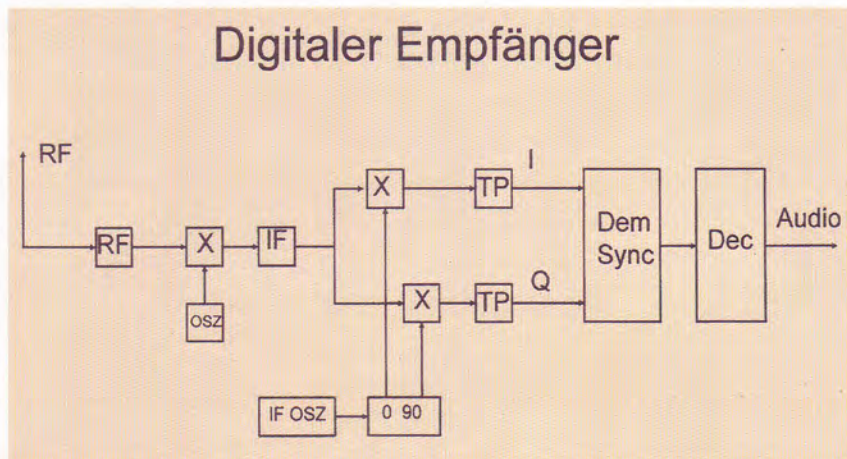 Digitaler Empfänger
RF
RF
X
OSZ
IF
X
TP
I
X
TP
Q
IF OSZ
0 90
Dem
Sync
Dec
Audio